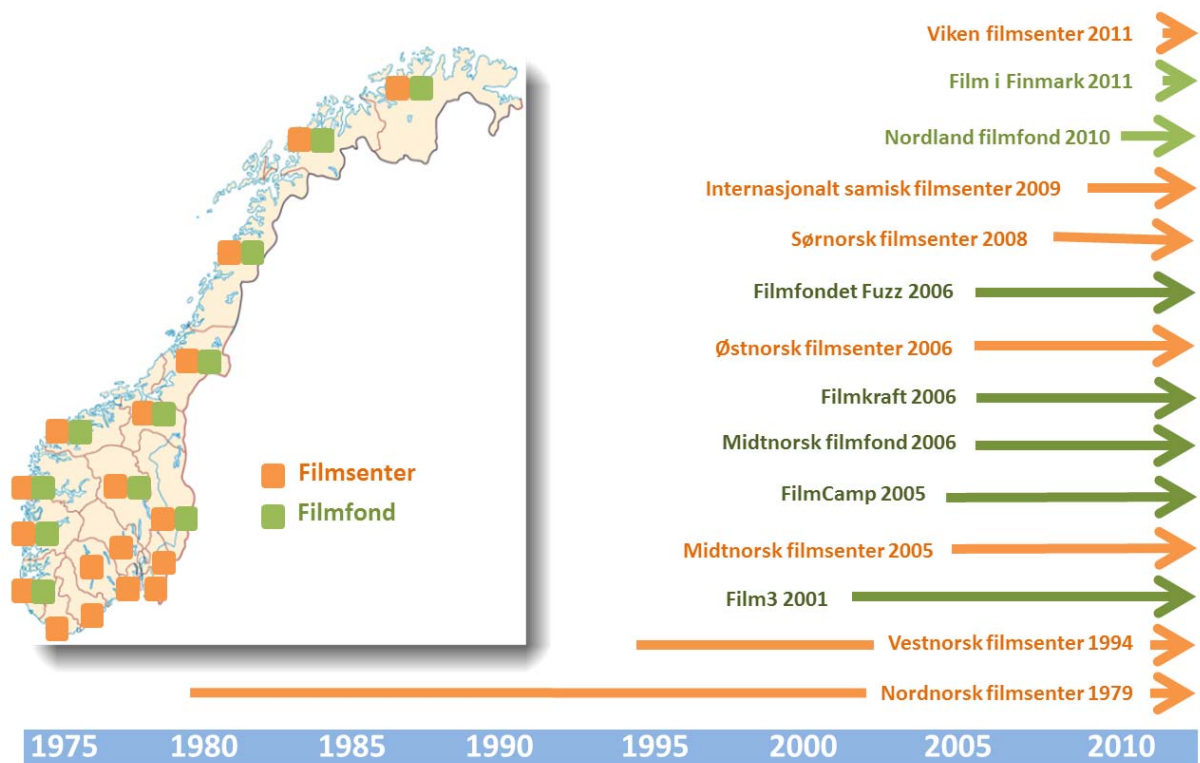 Viken filmsenter 2011
Film i Finmark 2011
Nordland filmfond 2010
Internasjonalt samisk filmsenter 2009
Sørnorsk filmsenter 2008
Filmfondet Fuzz 2006
Østnorsk filmsenter 2006
Filmkraft 2006
Midtnorsk filmfond 2006
FilmCamp 2005
Midtnorsk filmsenter 2005
Film3 2001
Vestnorsk filmsenter 1994
Nordnorsk filmsenter 1979
Filmsenter
Filmfond
1975 1980 1985 1990 1995 2000 2005 2010